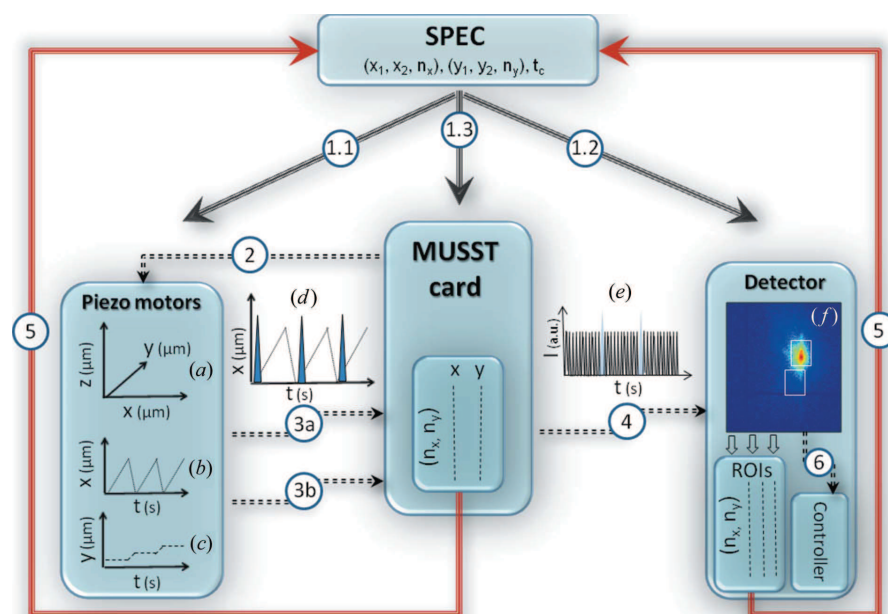 SPEC
(x1, x2, nx), (y1, y2, ny), tc
1.1
1.3
1.2
2
MUSST
card
Piezo motors
(d)
x (µm)
t (s)
(e)
I (a.u.)
t (s)
Detector
(f)
5
5
z (µm)
y (µm)
(a)
x (µm)
x (µm)
(b)
t (s)
y (µm)
(c)
t (s)
3a
3b
x y
(nx, ny)
4
6
ROIs
(nx, ny)
Controller